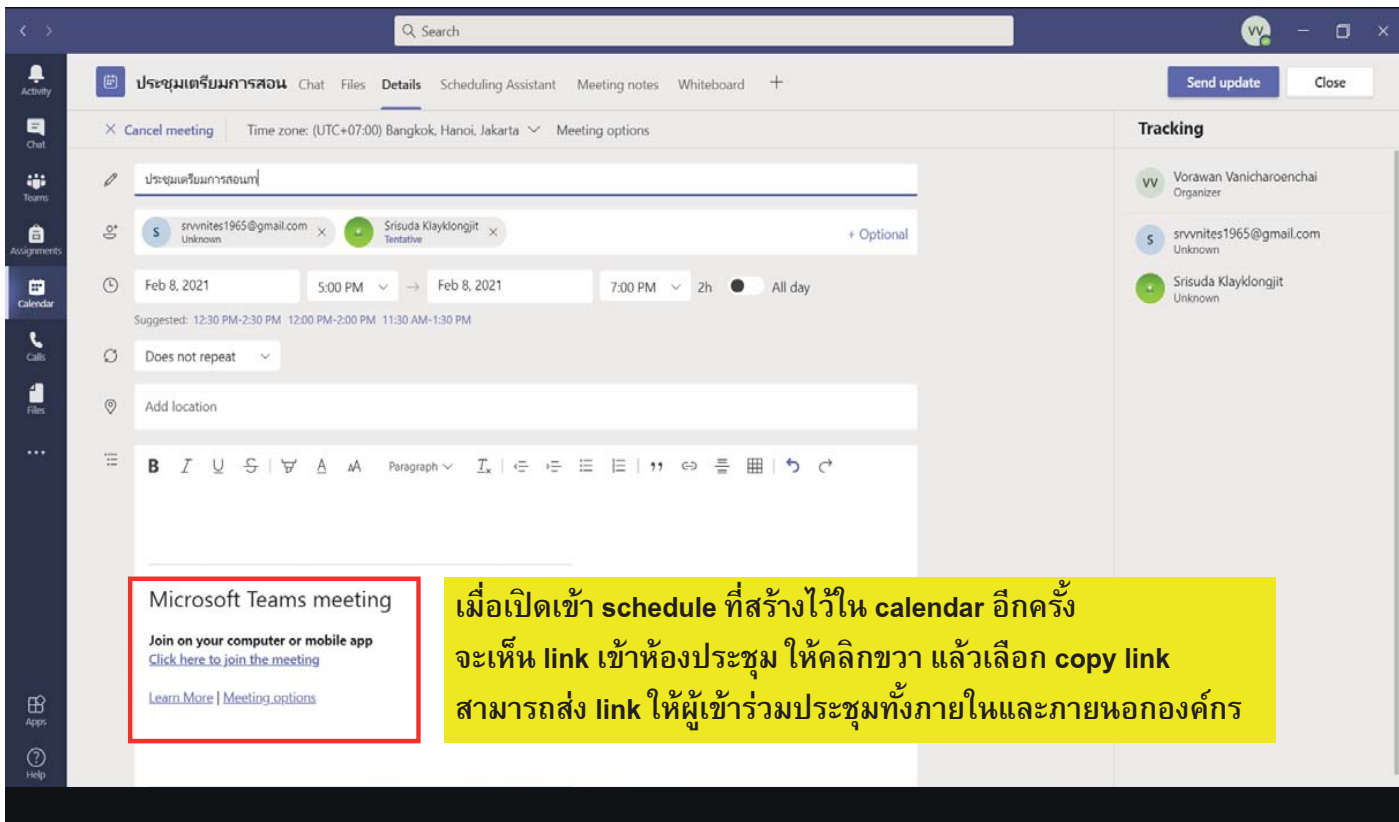 Search
VV
Activity
Chat
Teams
Assignments
Calendar
Calls
Files
Apps
Help
ประชุมเตรียมการสอน Chat Files Details Scheduling Assistant Meeting notes Whiteboard +
Send update Close
× Cancel meeting Time zone: (UTC+07:00) Bangkok, Hanoi, Jakarta Meeting options
ประชุมเตรียมการสอนท
S srvvnites1965@gmail.com × Srisuda Klayklongjit × + Optional
Unknown Tentative
Feb 8, 2021 5:00 PM → Feb 8, 2021 7:00 PM 2h All day
Suggested: 12:30 PM-2:30 PM 12:00 PM-2:00 PM 11:30 AM-1:30 PM
Does not repeat
Add location
B I U S A AA Paragraph
Microsoft Teams meeting
Join on your computer or mobile app
Click here to join the meeting
Learn More | Meeting options
เมื่อเปิดเข้า schedule ที่สร้างไว้ใน calendar อีกครั้ง
จะเห็น link เข้าห้องประชุม ให้คลิกขวา แล้วเลือก copy link
สามารถส่ง link ให้ผู้เข้าร่วมประชุมทั้งภายในและภายนอกองค์กร
Tracking
VV Vorawan Vanicharoenchai
Organizer
S srvvnites1965@gmail.com
Unknown
Srisuda Klayklongjit
Unknown